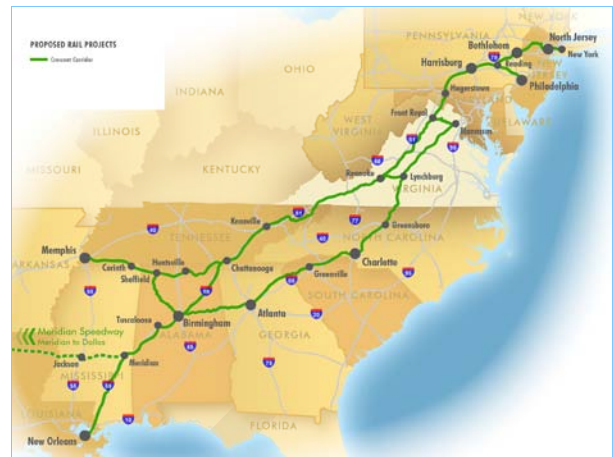 PROPOSED RAIL PROJECTS
Crescent Corridor
NEW YORK
PENNSYLVANIA
Bethlehem
North Jersey
New York
Reading
Harrisburg
NEW JERSEY
Philadelphia
Hagerstown
MARYLAND
DELAWARE
OHIO
INDIANA
ILLINOIS
WEST VIRGINIA
Front Royal
Manassas
MISSOURI
KENTUCKY
Roanoke
Lynchburg
VIRGINIA
Knoxville
Greensboro
NORTH CAROLINA
TENNESSEE
Memphis
Corinth
Huntsville
Sheffield
Chattanooga
Greenville
Charlotte
ARKANSAS
SOUTH CAROLINA
Tuscaloosa
Birmingham
Atlanta
ALABAMA
GEORGIA
Meridian Speedway
Meridian to Dallas
Jackson
Meridian
MISSISSIPPI
LOUISIANA
New Orleans
FLORIDA